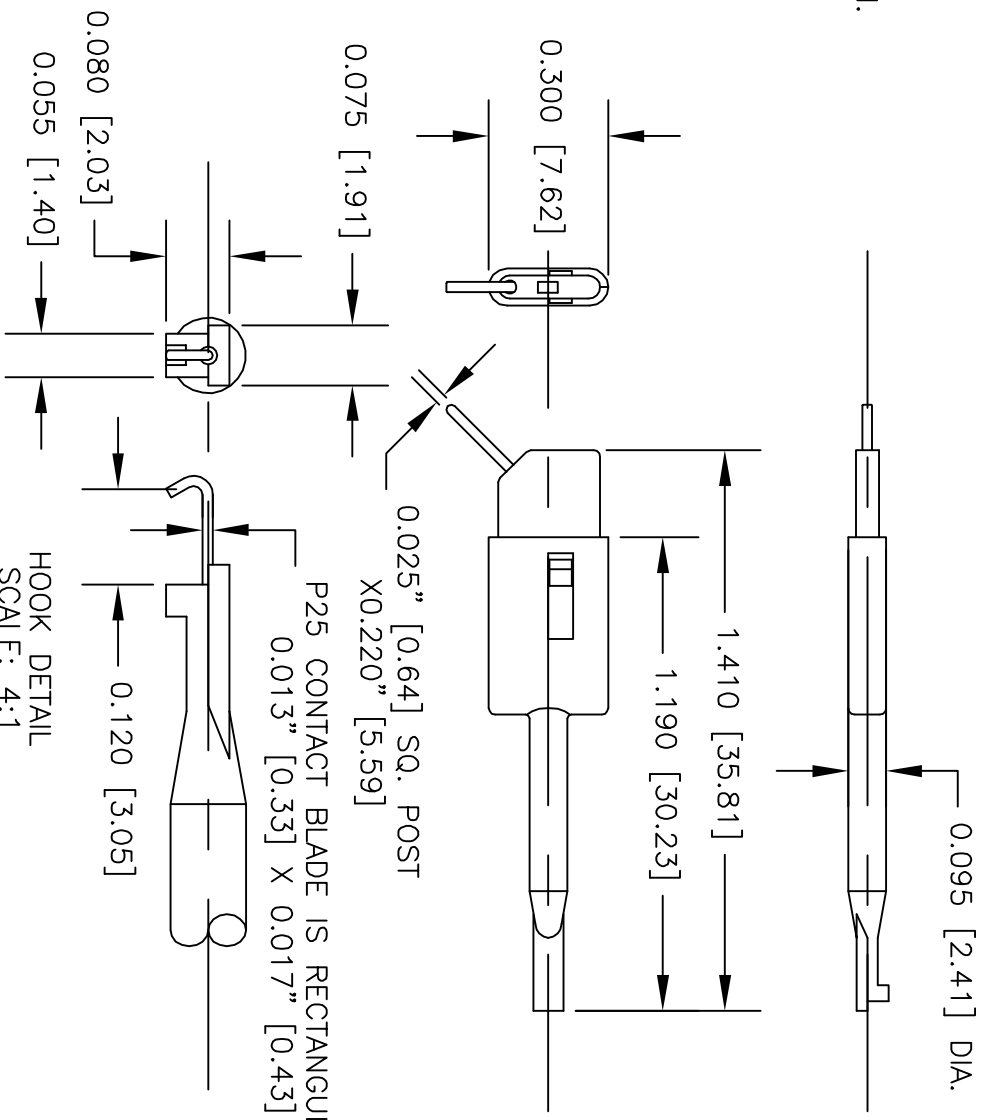 0.095 [2.41] DIA.
1.410 [35.81]
1.190 [30.23]
0.300 [7.62]
0.025" [0.64] SQ. POST
X0.220" [5.59]
0.075 [1.91]
P25 CONTACT BLADE IS
0.013" [0.33] X 0.017" [0.43]
0.080 [2.03]
0.120 [3.05]
0.055 [1.40]
HOOK DETAIL
SCALE: 4:1